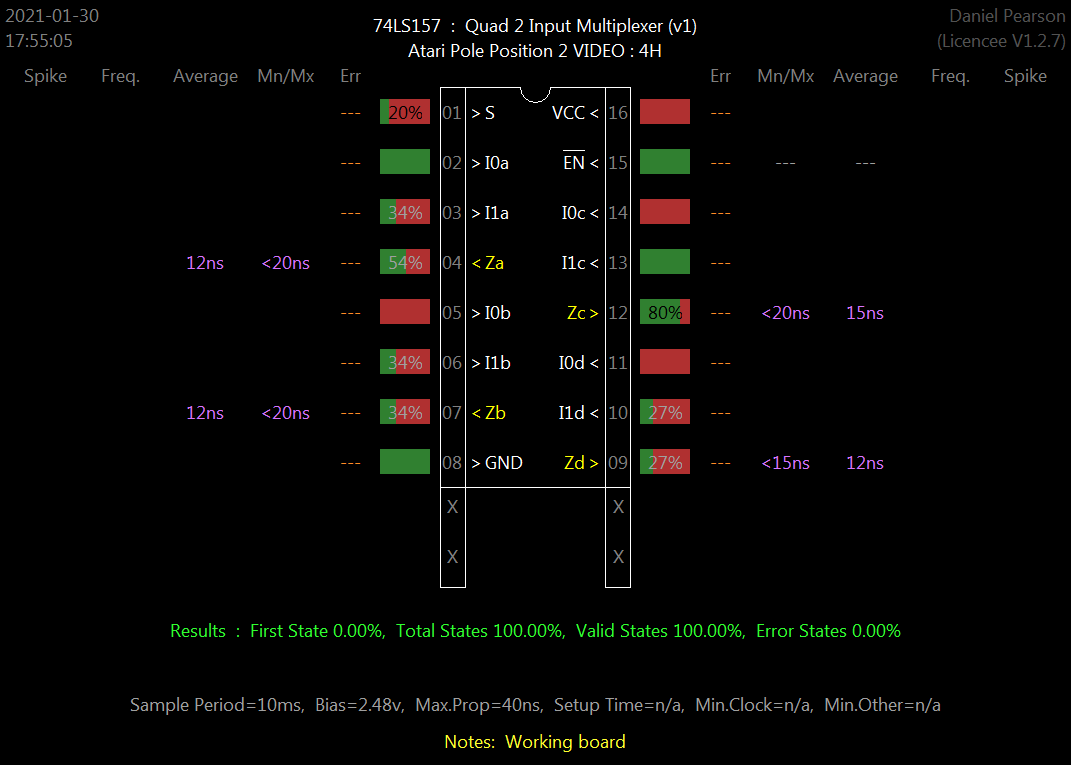 2021-01-30 74LS157 : Quad 2 Input Multiplexer (v1) Daniel Pearson
17:55:05 Atari Pole Position 2 VIDEO : 4H (Licencee V1.2.7)
Spike Freq. Average Mn/Mx Err Err Mn/Mx Average Freq. Spike
--- 20% 01 > S VCC < 16 ---
--- 02 > I0a EN < 15 --- --- ---
--- 34% 03 > I1a I0c < 14 ---
12ns <20ns --- 54% 04 < Za I1c < 13 ---
--- 05 > I0b Zc > 12 80% --- <20ns 15ns
--- 34% 06 > I1b I0d < 11 ---
12ns <20ns --- 34% 07 < Zb I1d < 10 27% ---
--- 08 > GND Zd > 09 27% --- <15ns 12ns
X X
X X
Results : First State 0.00%, Total States 100.00%, Valid States 100.00%, Error States 0.00%
Sample Period=10ms, Bias=2.48v, Max.Prop=40ns, Setup Time=n/a, Min.Clock=n/a, Min.Other=n/a
Notes: Working board